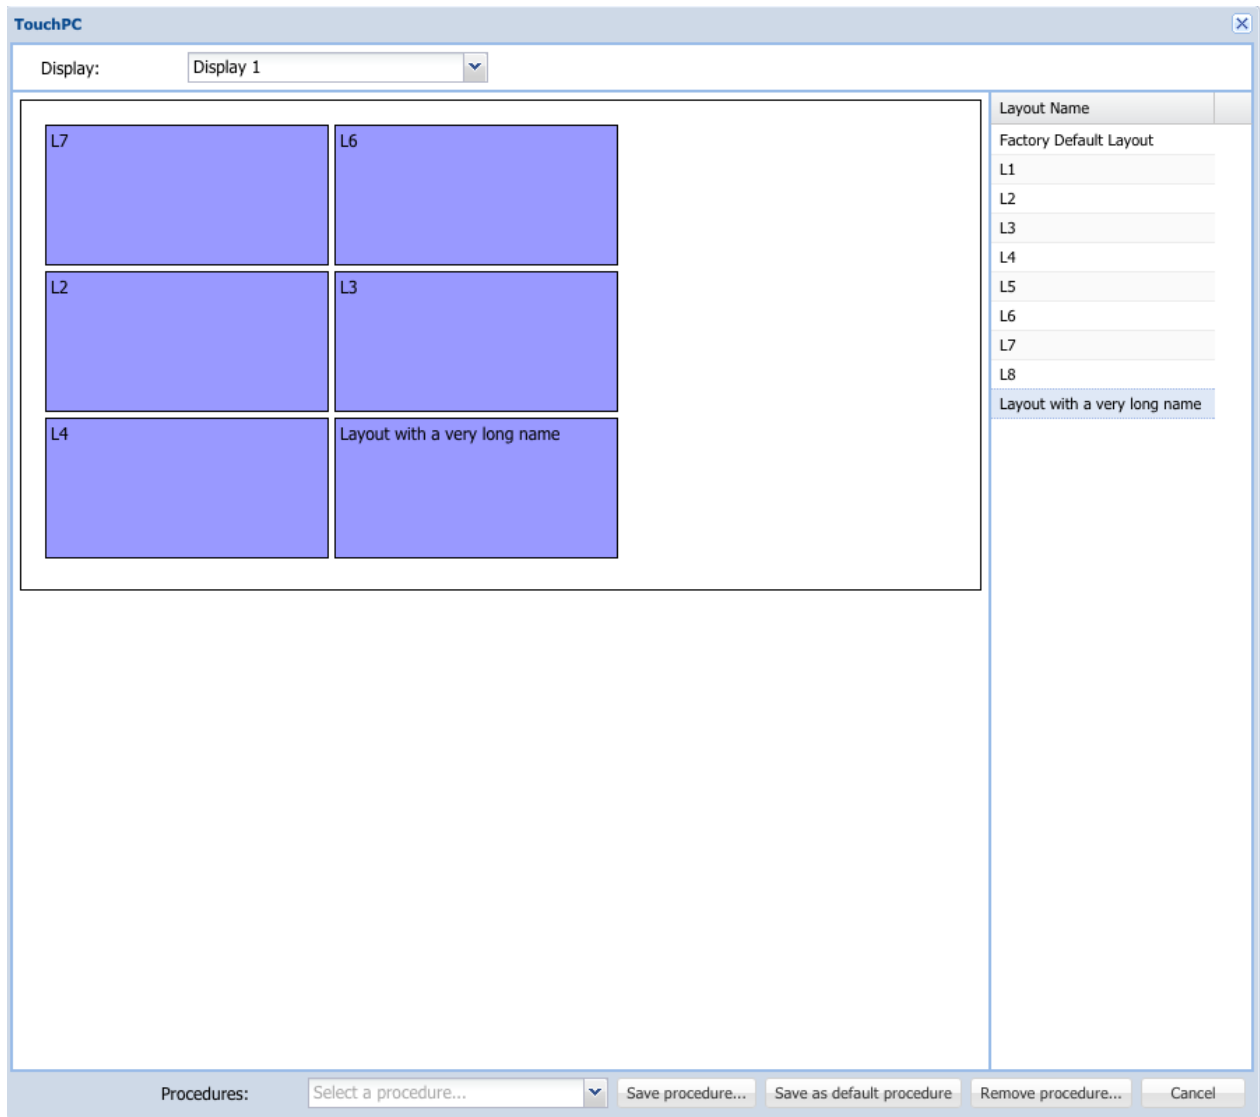 TouchPC
Display: Display 1
Layout Name
Factory Default Layout
L1
L2
L3
L4
L5
L6
L7
L8
Layout with a very long name
L7 L6
L2 L3
L4 Layout with a very long name
Procedures: Select a procedure... Save procedure... Save as default procedure Remove procedure... Cancel